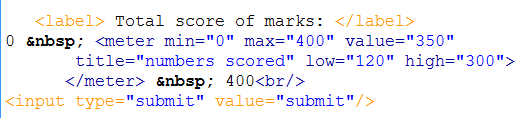 <label> Total score of marks: </label>
0 &nbsp; <meter min="0" max="400" value="350"
title="numbers scored" low="120" high="300">
</meter> &nbsp; 400<br/>
<input type="submit" value="submit"/>